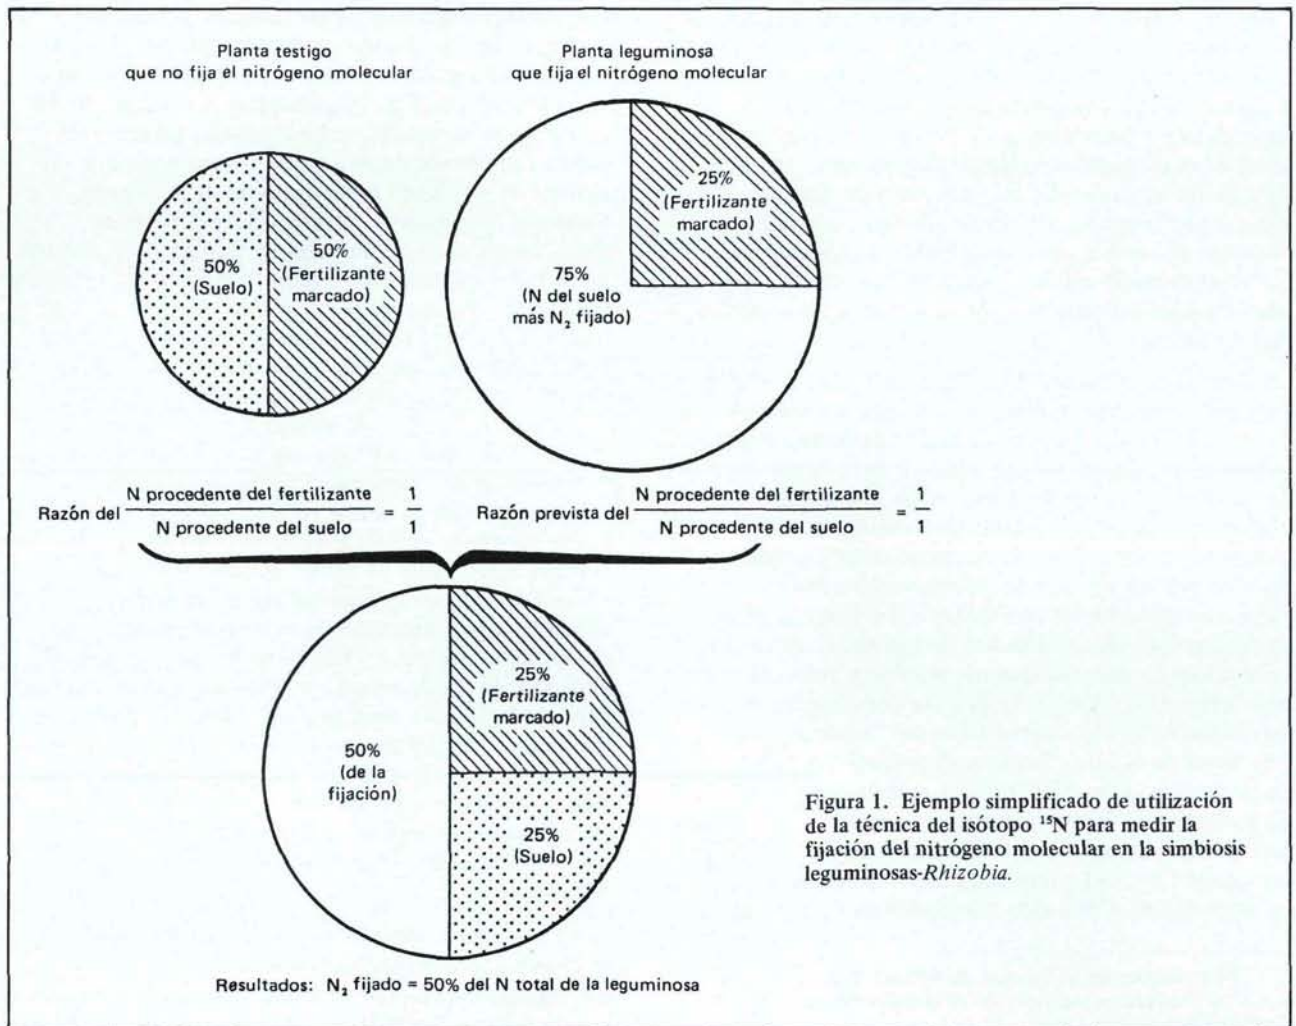 Planta testigo
que no fija el nitrógeno molecular
Planta leguminosa
que fija el nitrógeno molecular
50%
(Suelo)
50%
(Fertilizante
marcado)
25%
(Fertilizante
marcado)
75%
(N del suelo
más N₂ fijado)
Razón del N procedente del fertilizante / N procedente del suelo = 1/1
Razón prevista del N procedente del fertilizante / N procedente del suelo = 1/1
50%
(de la
fijación)
25%
(Fertilizante
marcado)
25%
(Suelo)
Figura 1. Ejemplo simplificado de utilización
de la técnica del isótopo ¹⁵N para medir la
fijación del nitrógeno molecular en la simbiosis
leguminosas-Rhizobia.
Resultados: N₂ fijado = 50% del N total de la leguminosa